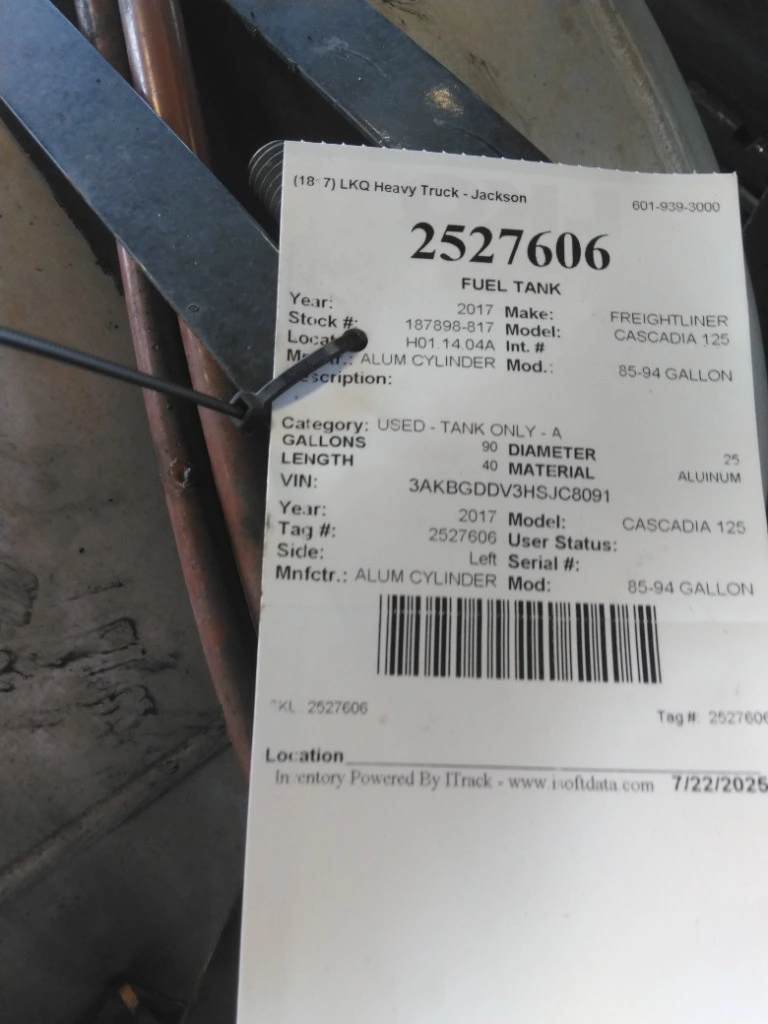 LKQ Heavy Truck - Jackson 601-939-3000
2527606
FUEL TANK
Year: 2017 Make: FREIGHTLINER
Stock #: 187898-817 Model: CASCADIA 125
H01.14.04A Int. #
ALUM CYLINDER Mod.: 85-94 GALLON
Category: USED - TANK ONLY - A
GALLONS 90 DIAMETER 25
LENGTH 40 MATERIAL ALUINUM
VIN: 3AKBGDDV3HSJC8091
Year: 2017 Model: CASCADIA 125
Tag #: 2527606 User Status:
Side: Left Serial #:
Mnfctr.: ALUM CYLINDER Mod: 85-94 GALLON
2527606 Tag #: 2527606
Location
Inventory Powered By ITrack - www.isoftdata.com 7/22/2025